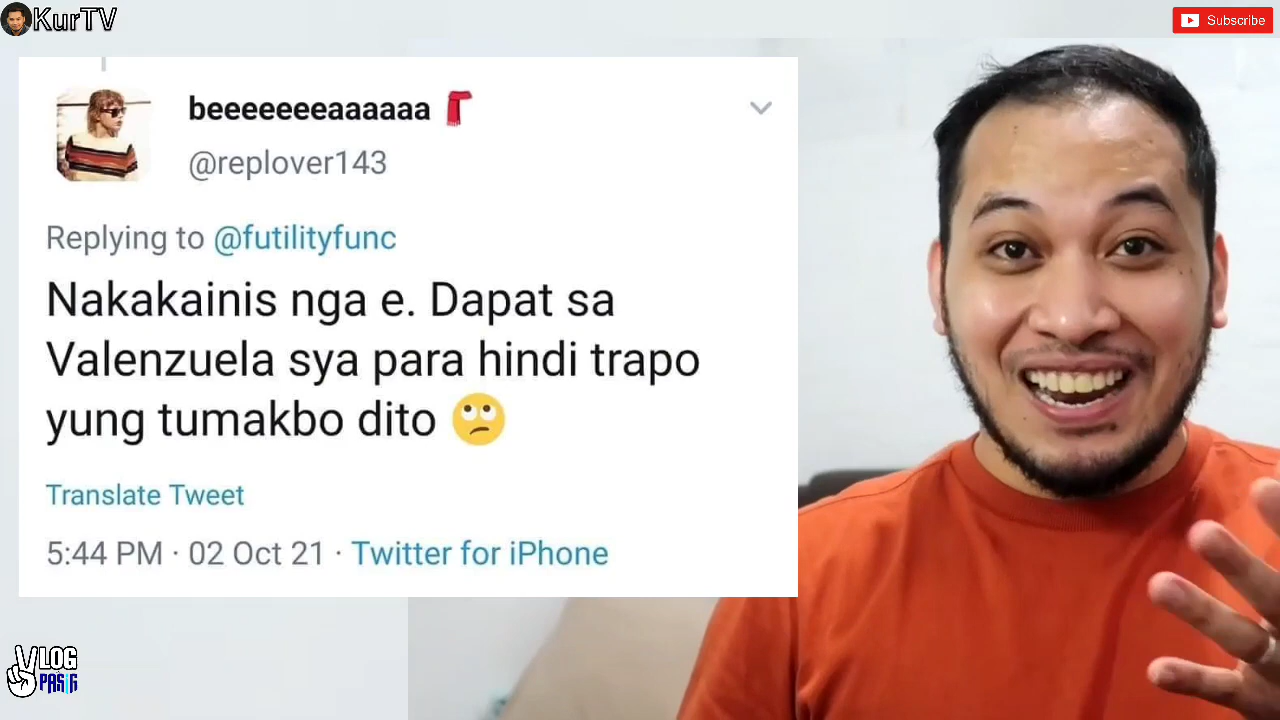 KurTV
Subscribe
beeeeeeeaaaaaa
@replover143
Replying to @futilityfunc
Nakakainis nga e. Dapat sa
Valenzuela sya para hindi trapo
yung tumakbo dito
Translate Tweet
5:44 PM · 02 Oct 21 · Twitter for iPhone
VLOG
PASIG